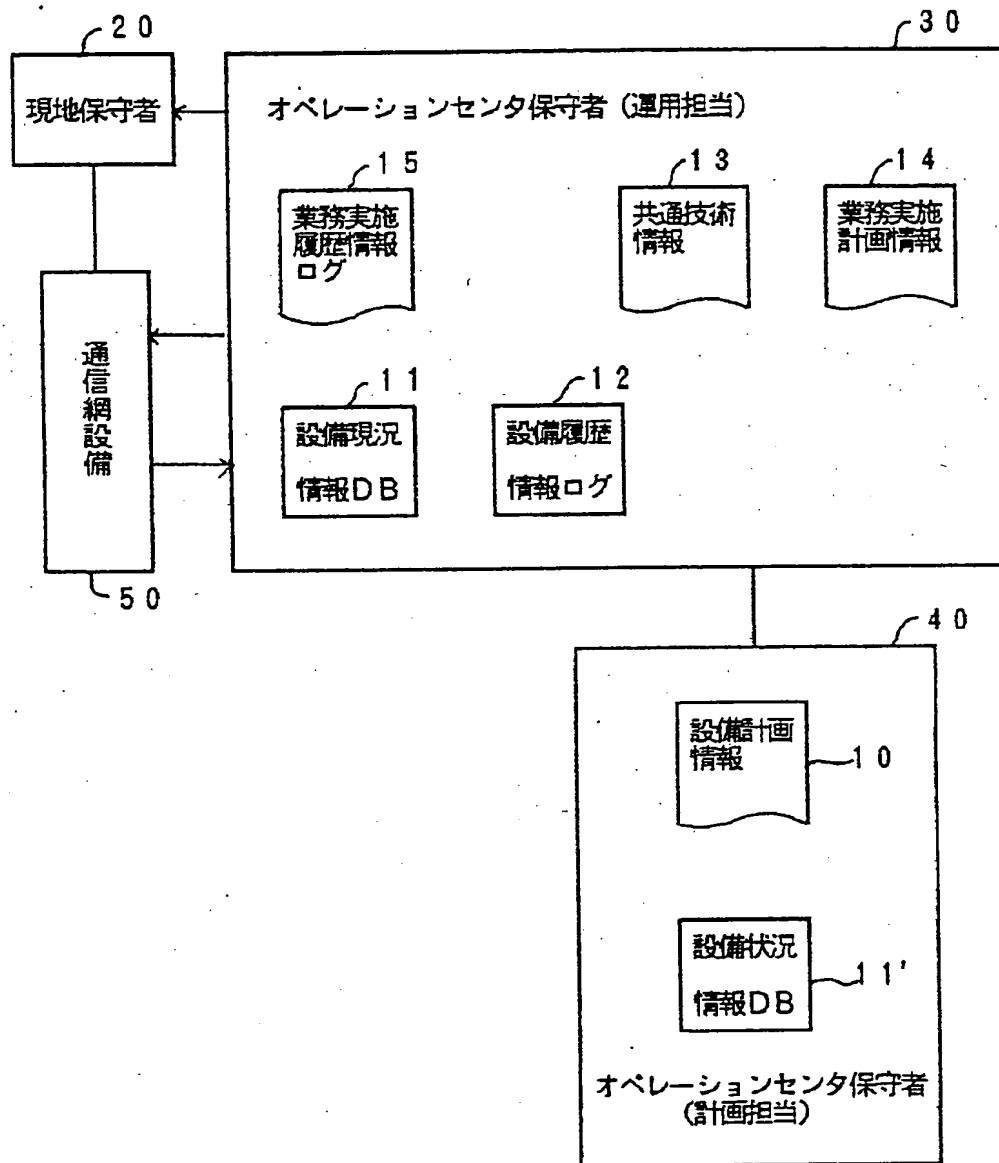 20
30
現地保守者
オペレーションセンタ保守者（運用担当）
15
13
14
業務実施
履歴情報
ログ
共通技術
情報
業務実施
計画情報
通信網設備
11
12
設備現況
情報DB
設備履歴
情報ログ
50
40
設備計画
情報
10
設備状況
情報DB
11'
オペレーションセンタ保守者
（計画担当）